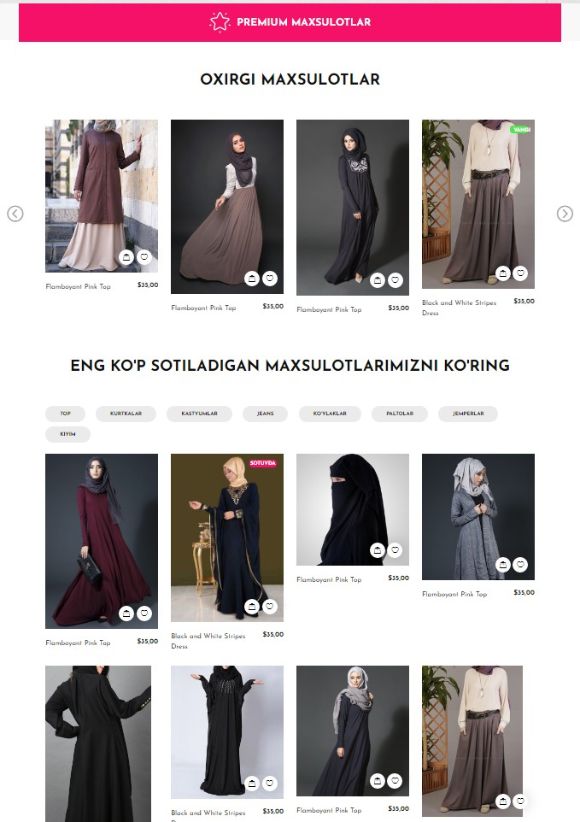 PREMIUM MAXSULOTLAR
OXIRGI MAXSULOTLAR
YANGI
Flamboyant Pink Top $35,00
Flamboyant Pink Top $35,00
Flamboyant Pink Top $35,00
Black and White Stripes Dress $35,00
ENG KO'P SOTILADIGAN MAXSULOTLARIMIZNI KO'RING
TOP KURTKALAR KASTYUMLAR JEANS KO'YLAKLAR PALTOLAR JEMPERLAR
KIYIM
SOTUVDA
Flamboyant Pink Top $35,00
Black and White Stripes Dress $35,00
Flamboyant Pink Top $35,00
Flamboyant Pink Top $35,00
Black and White Stripes $35,00
Flamboyant Pink Top $35,00